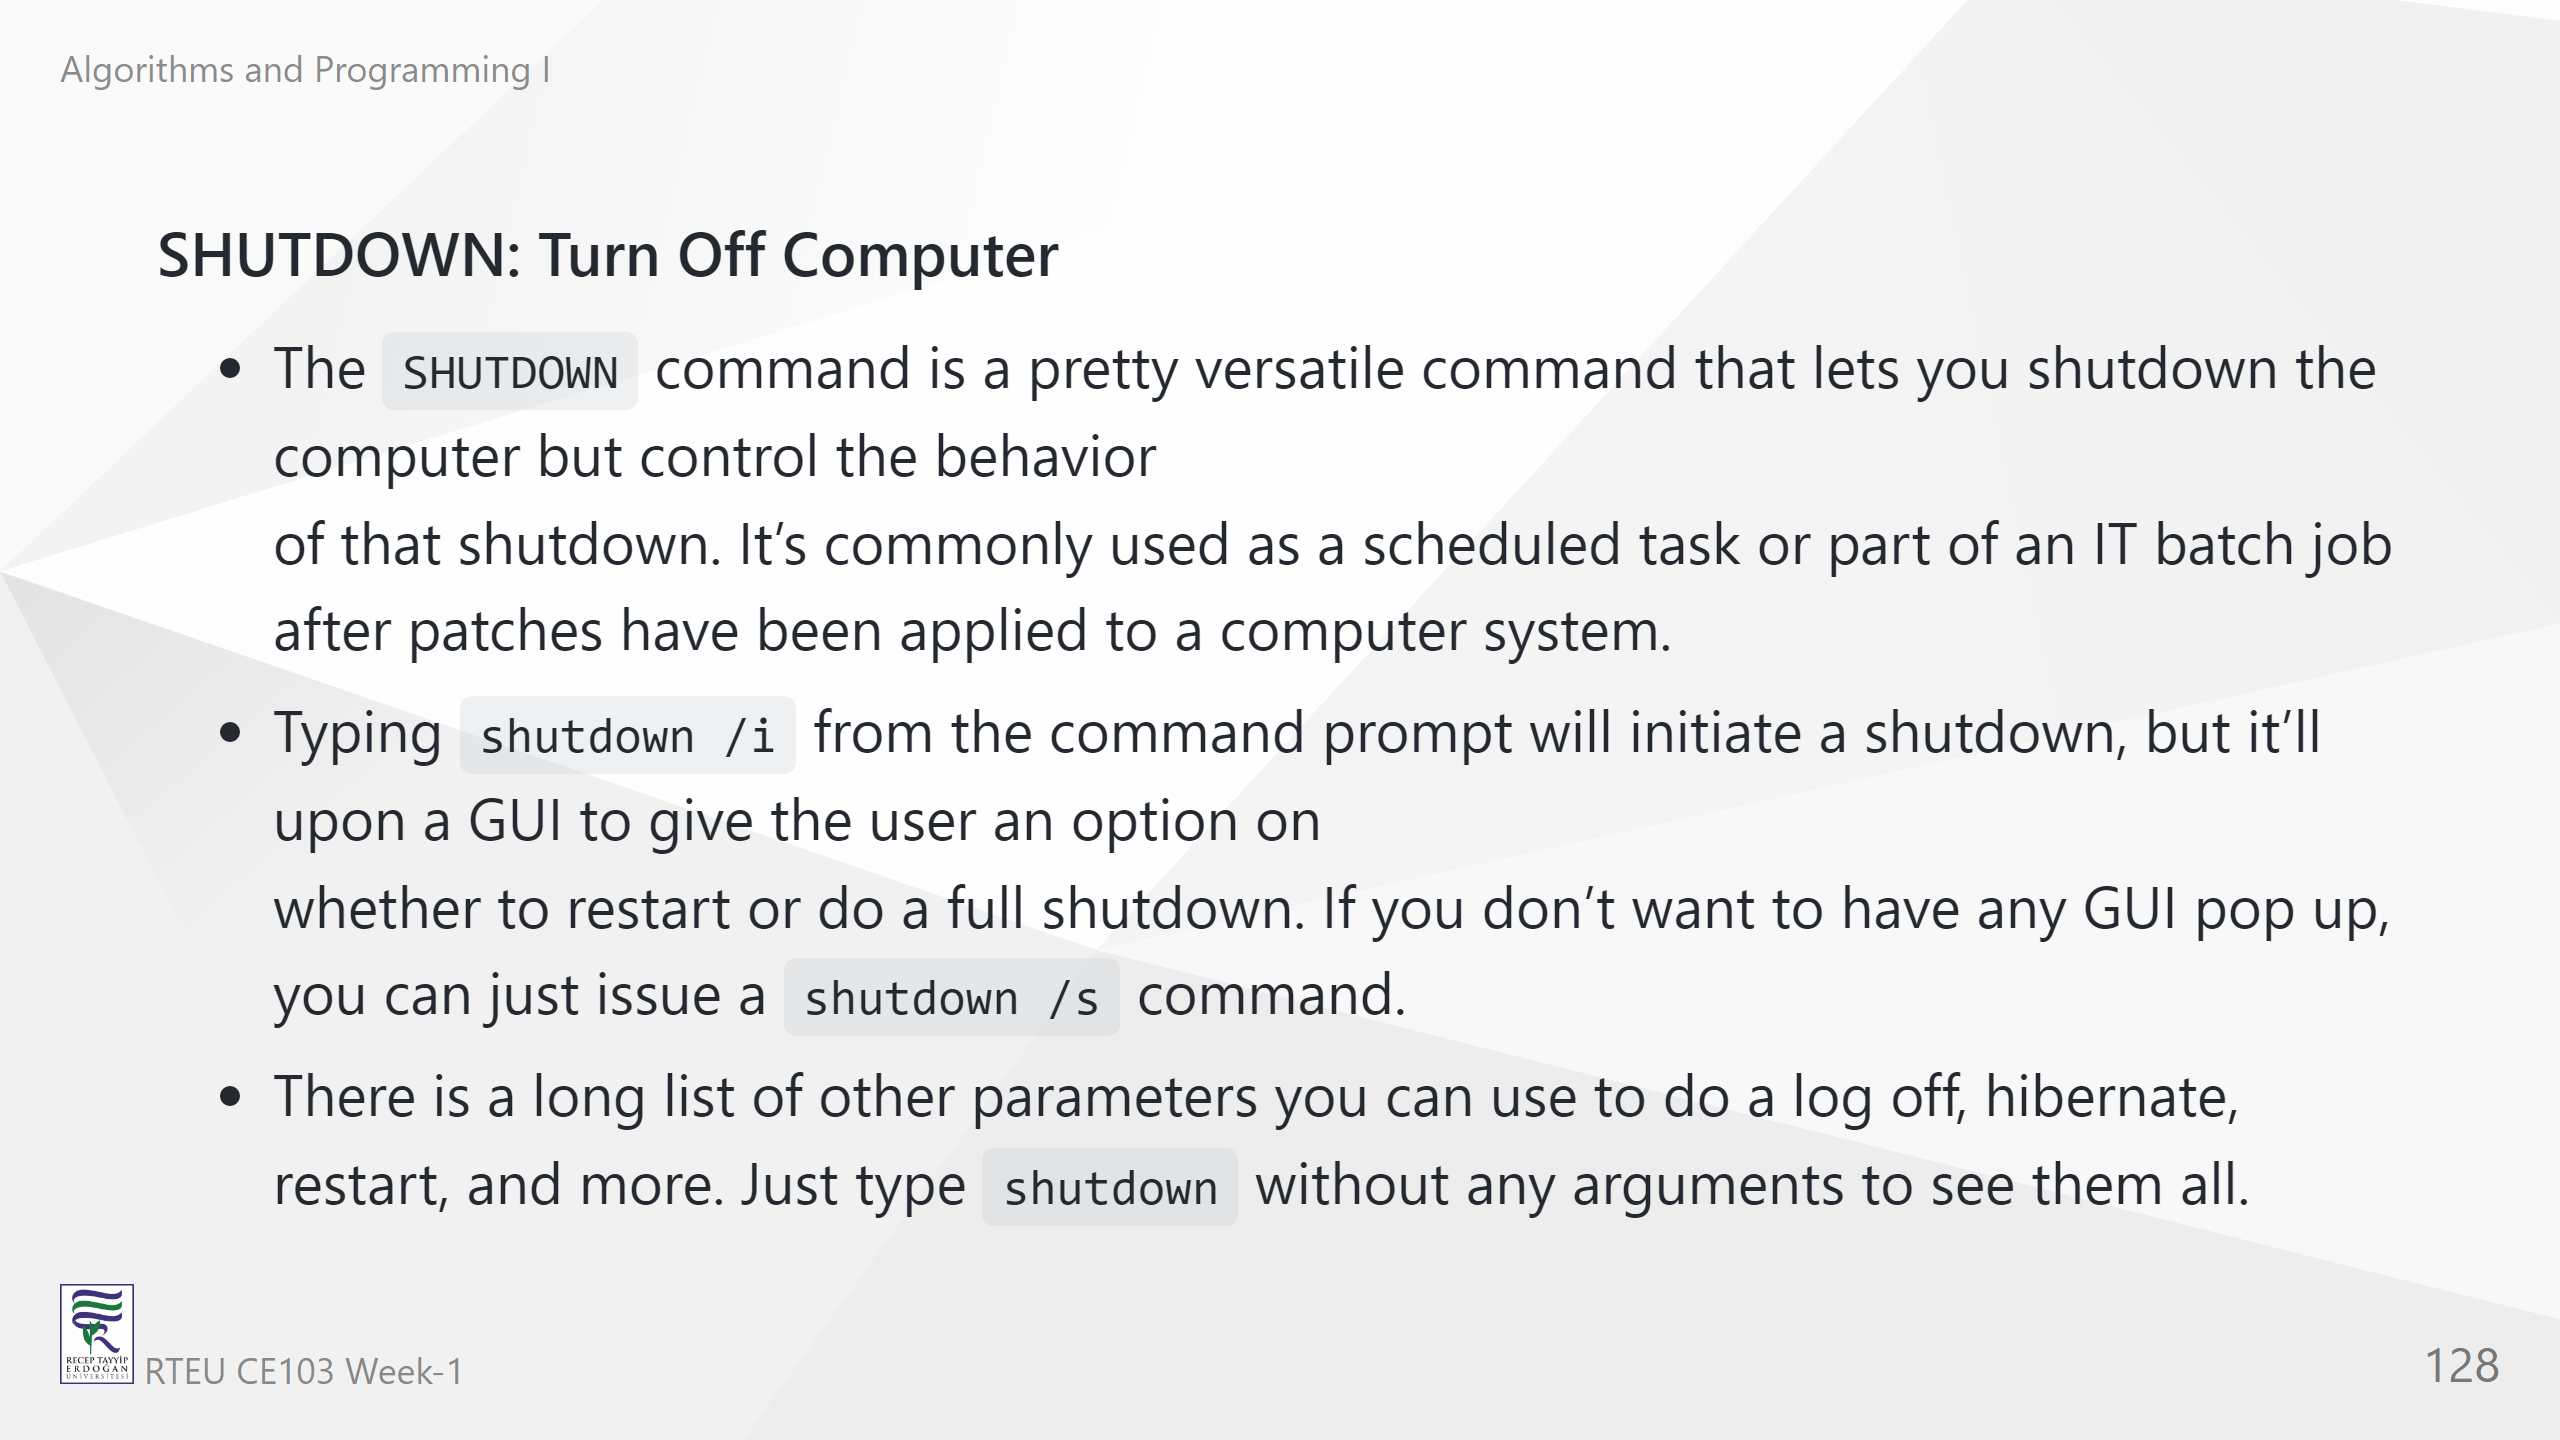 Algorithms and Programming I
SHUTDOWN: Turn Off Computer
• The SHUTDOWN command is a pretty versatile command that lets you shutdown the
computer but control the behavior
of that shutdown. It’s commonly used as a scheduled task or part of an IT batch job
after patches have been applied to a computer system.
• Typing shutdown /i from the command prompt will initiate a shutdown, but it’ll
upon a GUI to give the user an option on
whether to restart or do a full shutdown. If you don’t want to have any GUI pop up,
you can just issue a shutdown /s command.
• There is a long list of other parameters you can use to do a log off, hibernate,
restart, and more. Just type shutdown without any arguments to see them all.
RECEP TAYYİP
ERDOĞAN
ÜNİVERSİTESİ
RTEU CE103 Week-1
128